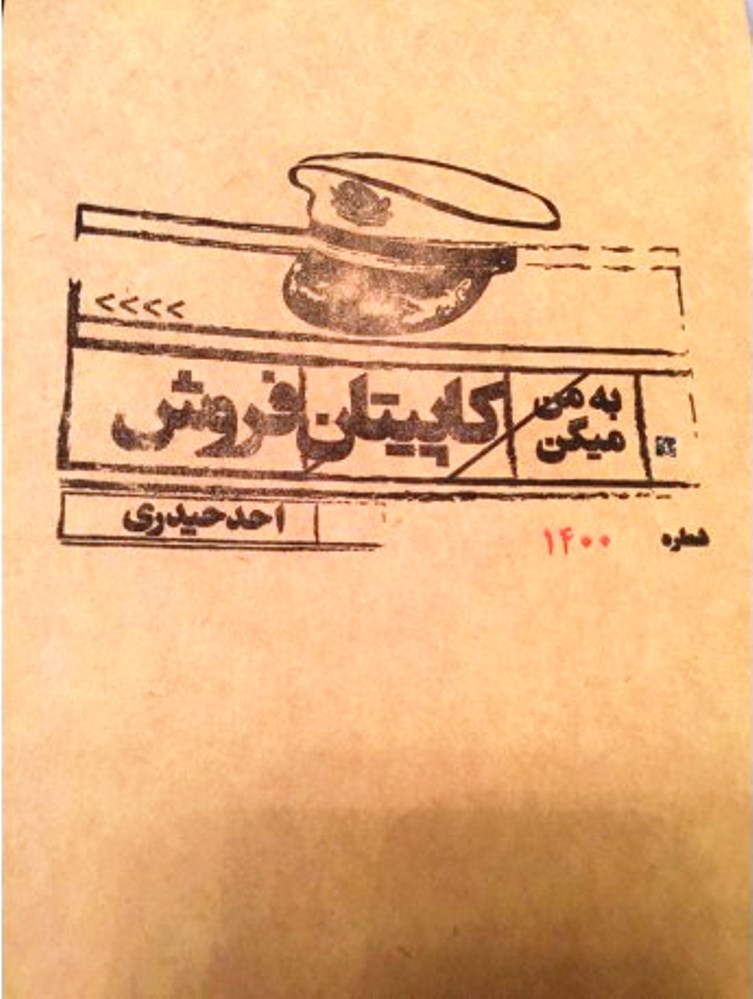 >>>>
به من
میگن
کاپیتان فروش
احد حیدری
شماره ۱۴۰۰